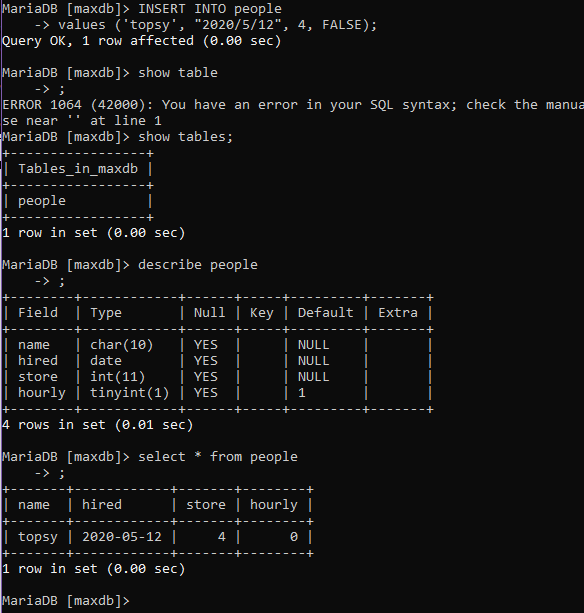 MariaDB [maxdb]> INSERT INTO people
    -> values ('topsy', "2020/5/12", 4, FALSE);
Query OK, 1 row affected (0.00 sec)

MariaDB [maxdb]> show table
    -> ;
ERROR 1064 (42000): You have an error in your SQL syntax; check the manua
se near '' at line 1
MariaDB [maxdb]> show tables;
+-----------------+
| Tables_in_maxdb |
+-----------------+
| people          |
+-----------------+
1 row in set (0.00 sec)

MariaDB [maxdb]> describe people
    -> ;
+--------+------------+------+-----+---------+-------+
| Field  | Type       | Null | Key | Default | Extra |
+--------+------------+------+-----+---------+-------+
| name   | char(10)   | YES  |     | NULL    |       |
| hired  | date       | YES  |     | NULL    |       |
| store  | int(11)    | YES  |     | NULL    |       |
| hourly | tinyint(1) | YES  |     | 1       |       |
+--------+------------+------+-----+---------+-------+
4 rows in set (0.01 sec)

MariaDB [maxdb]> select * from people
    -> ;
+-------+------------+-------+--------+
| name  | hired      | store | hourly |
+-------+------------+-------+--------+
| topsy | 2020-05-12 |     4 |      0 |
+-------+------------+-------+--------+
1 row in set (0.00 sec)

MariaDB [maxdb]>